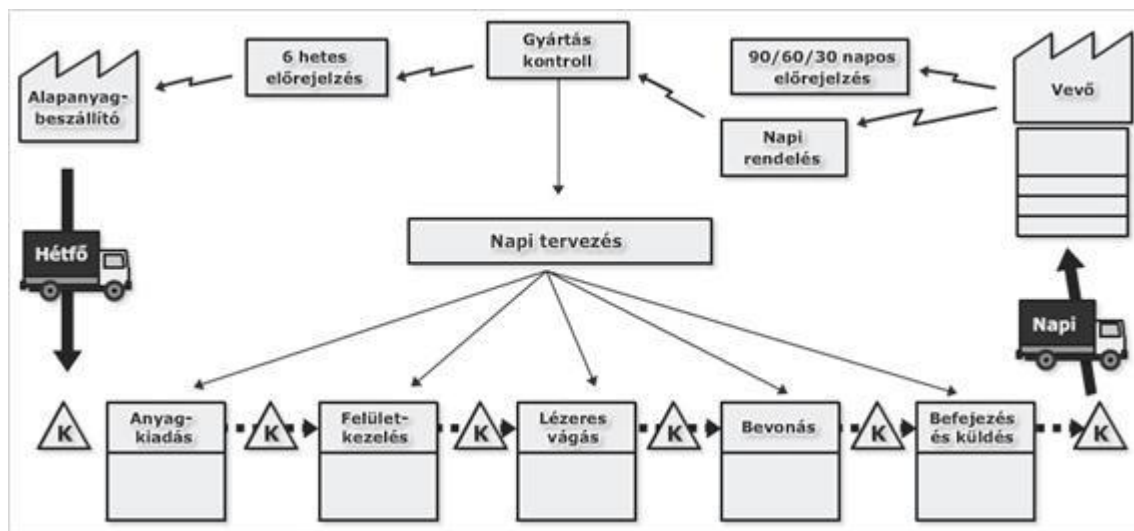 Alapanyag-
beszállító
6 hetes
előrejelzés
Gyártás
kontroll
90/60/30 napos
előrejelzés
Napi
rendelés
Vevő
Napi tervezés
Hétfő
Napi
K
Anyag-
kiadás
K
Felület-
kezelés
K
Lézeres
vágás
K
Bevonás
K
Befejezés
és küldés
K